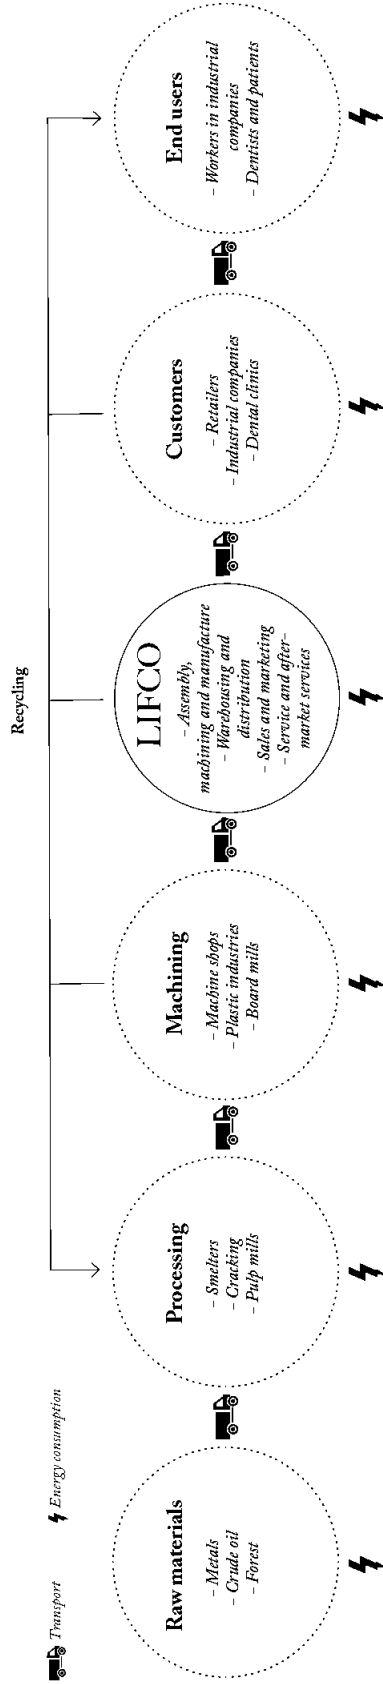 Transport
Energy consumption
Recycling
Raw materials
– Metals
– Crude oil
– Forest
Processing
– Smelters
– Cracking
– Pulp mills
Machining
– Machine shops
– Plastic industries
– Board mills
LIFCO
– Assembly,
machining and manufacture
– Warehousing and
distribution
– Sales and marketing
– Service and after-
market services
Customers
– Retailers
– Industrial companies
– Dental clinics
End users
– Workers in industrial
companies
– Dentists and patients